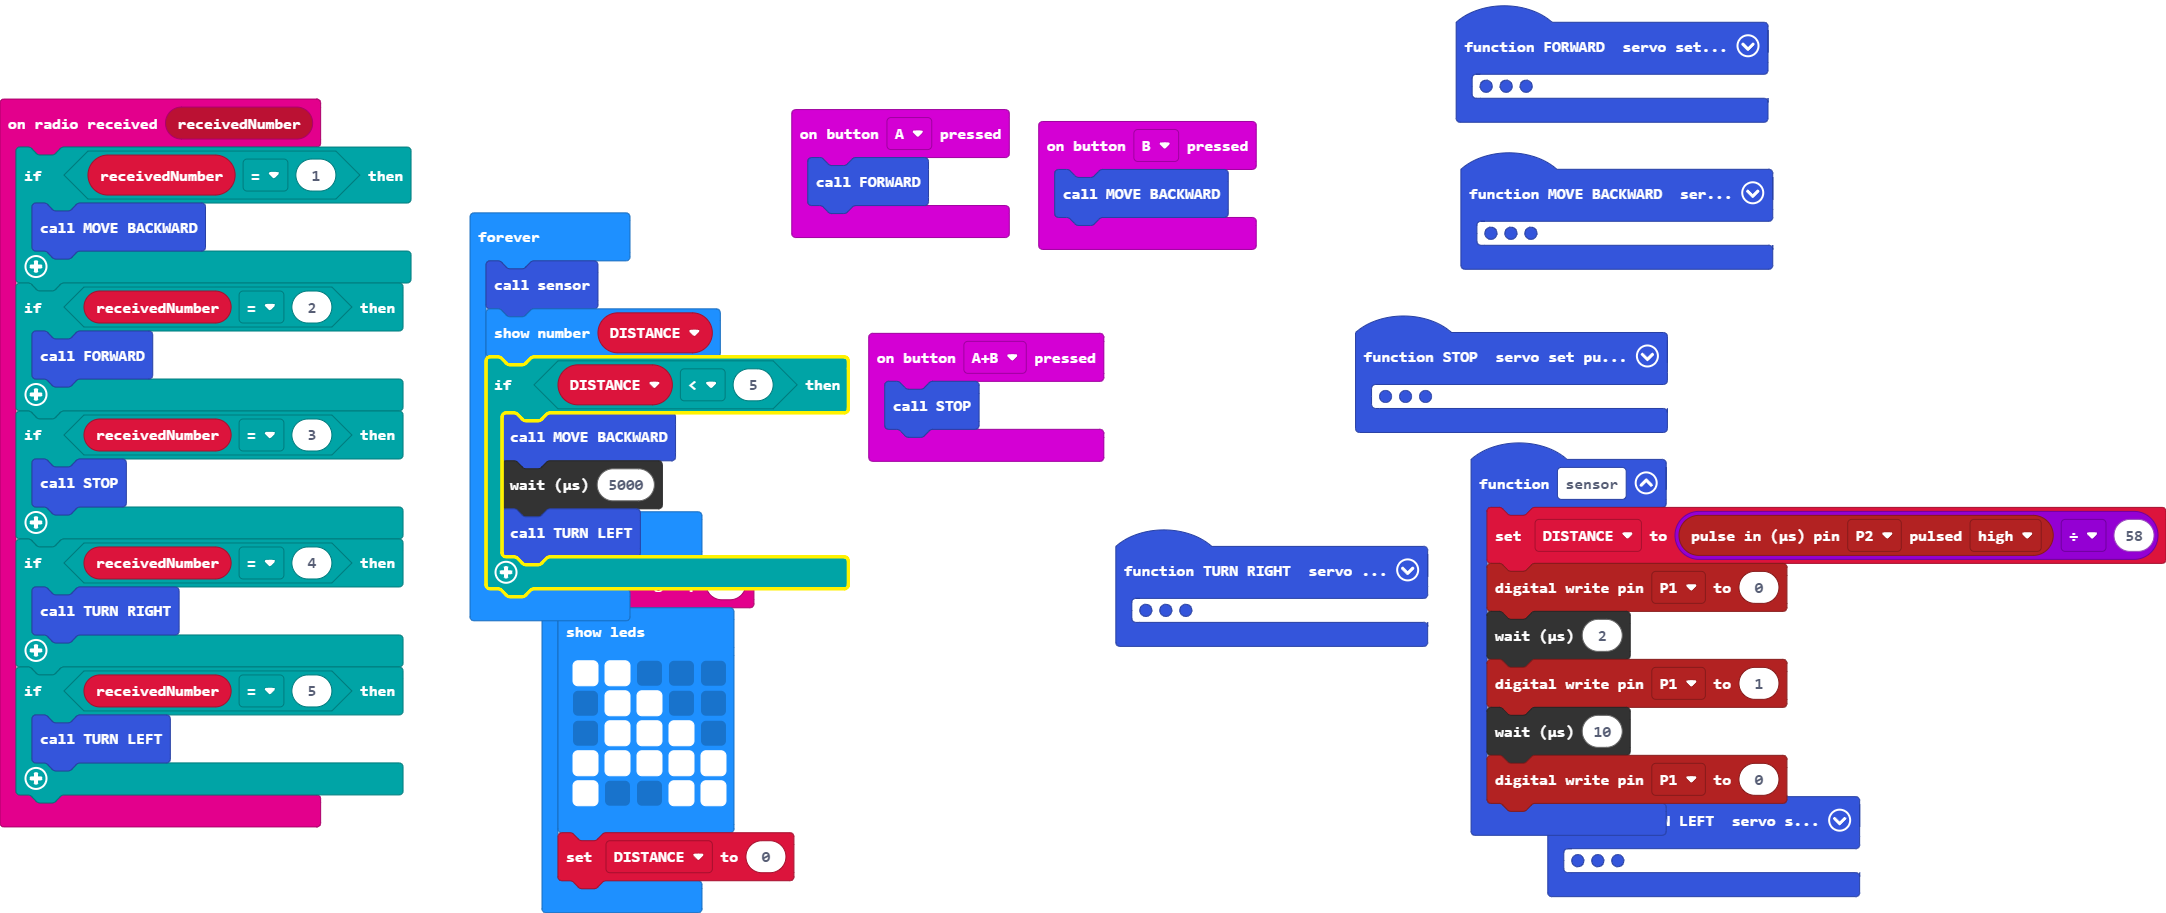 on radio received receivedNumber
if receivedNumber = 1 then
call MOVE BACKWARD
if receivedNumber = 2 then
call FORWARD
if receivedNumber = 3 then
call STOP
if receivedNumber = 4 then
call TURN RIGHT
if receivedNumber = 5 then
call TURN LEFT
forever
call sensor
show number DISTANCE
if DISTANCE < 5 then
call MOVE BACKWARD
wait (µs) 5000
call TURN LEFT
show leds
set DISTANCE to 0
on button A pressed
call FORWARD
on button B pressed
call MOVE BACKWARD
on button A+B pressed
call STOP
function FORWARD servo set...
function MOVE BACKWARD ser...
function STOP servo set pu...
function TURN RIGHT servo ...
function sensor
set DISTANCE to pulse in (µs) pin P2 pulsed high ÷ 58
digital write pin P1 to 0
wait (µs) 2
digital write pin P1 to 1
wait (µs) 10
digital write pin P1 to 0
LEFT servo s...